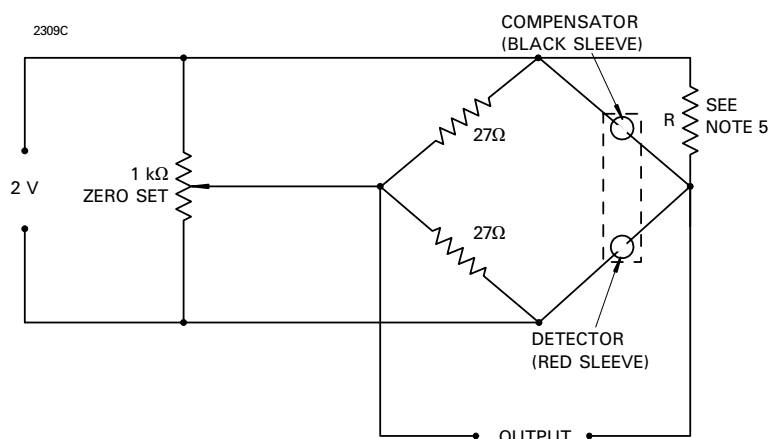 2309C
COMPENSATOR
(BLACK SLEEVE)
R
SEE
NOTE 5
27Ω
1 kΩ
ZERO SET
2 V
27Ω
DETECTOR
(RED SLEEVE)
OUTPUT